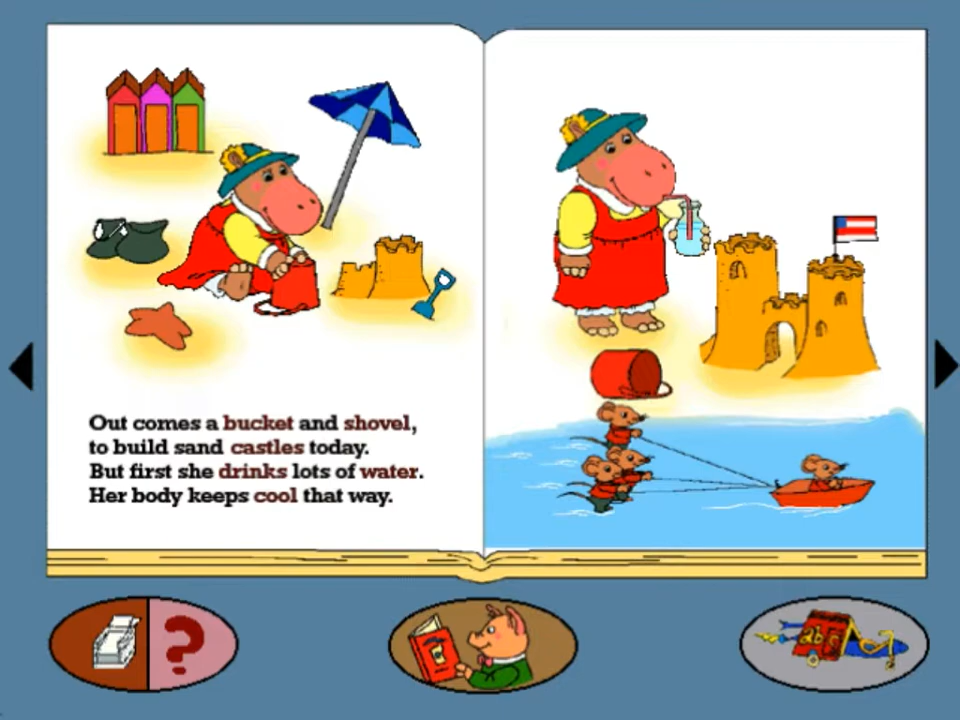 Out comes a bucket and shovel,
to build sand castles today.
But first she drinks lots of water.
Her body keeps cool that way.
?
abc